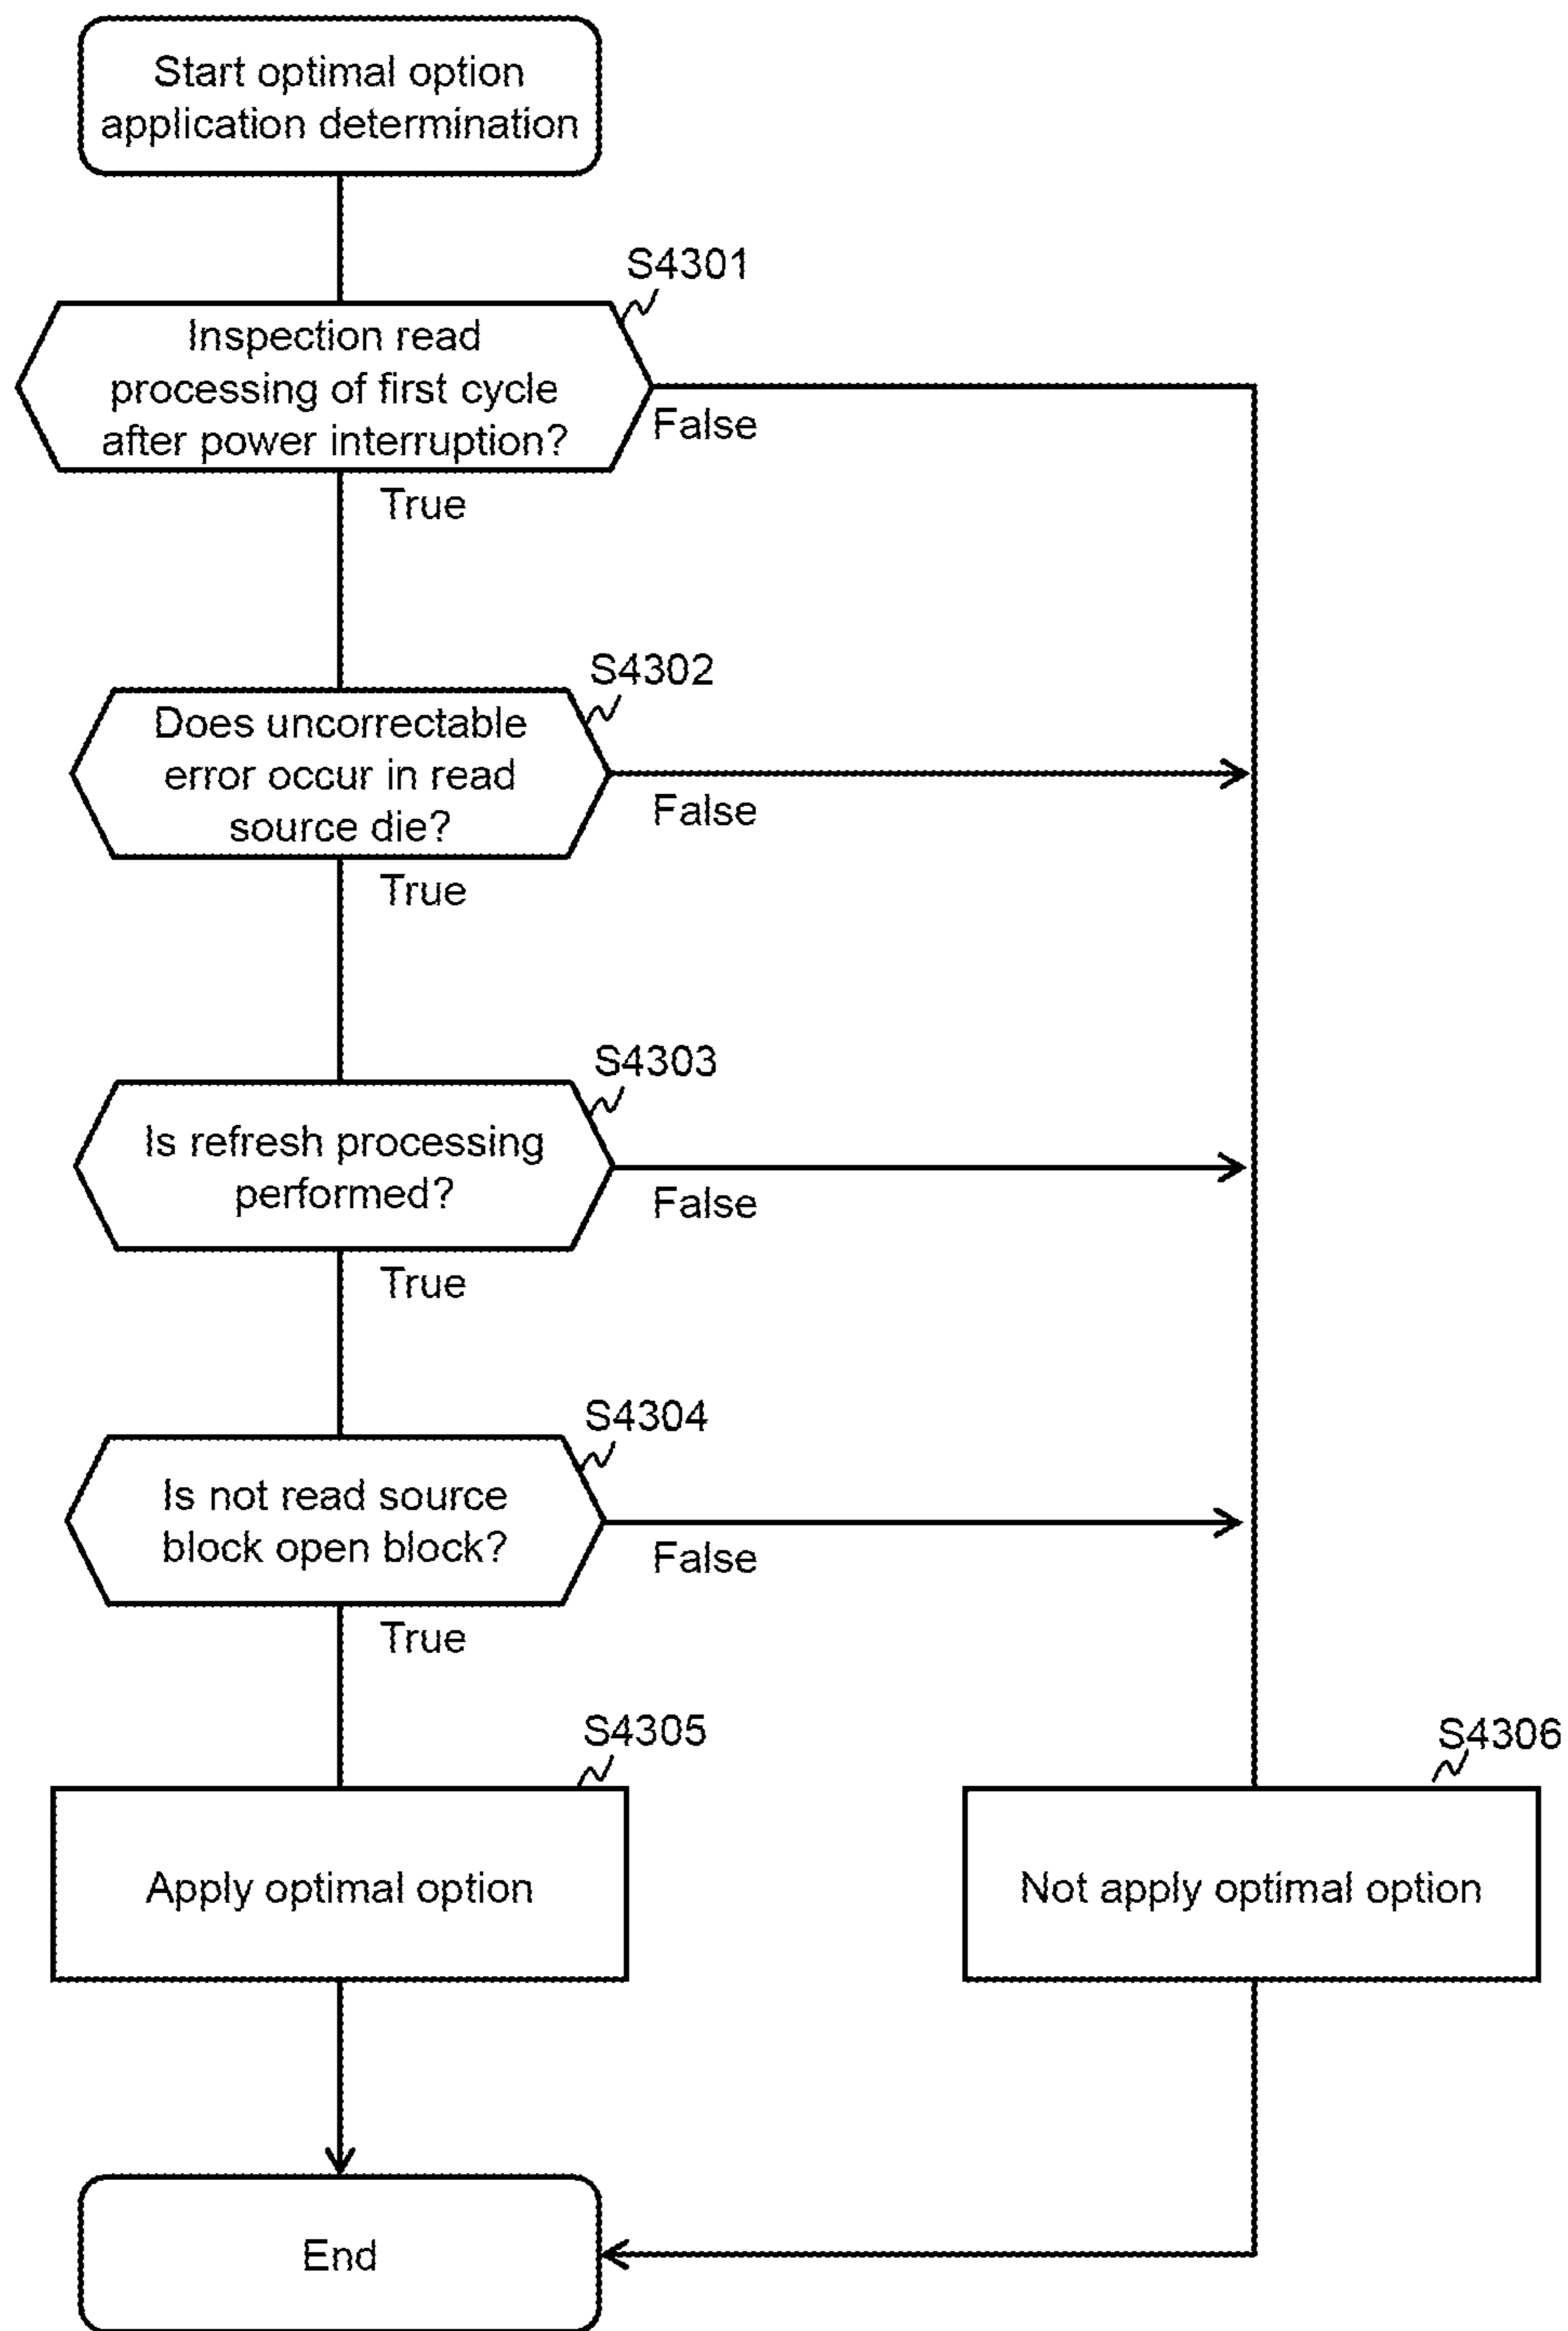 Start optimal option
application determination
S4301
Inspection read
processing of first cycle
after power interruption?
False
True
S4302
Does uncorrectable
error occur in read
source die?
False
True
S4303
Is refresh processing
performed?
False
True
S4304
Is not read source
block open block?
False
True
S4305
S4306
Apply optimal option
Not apply optimal option
End